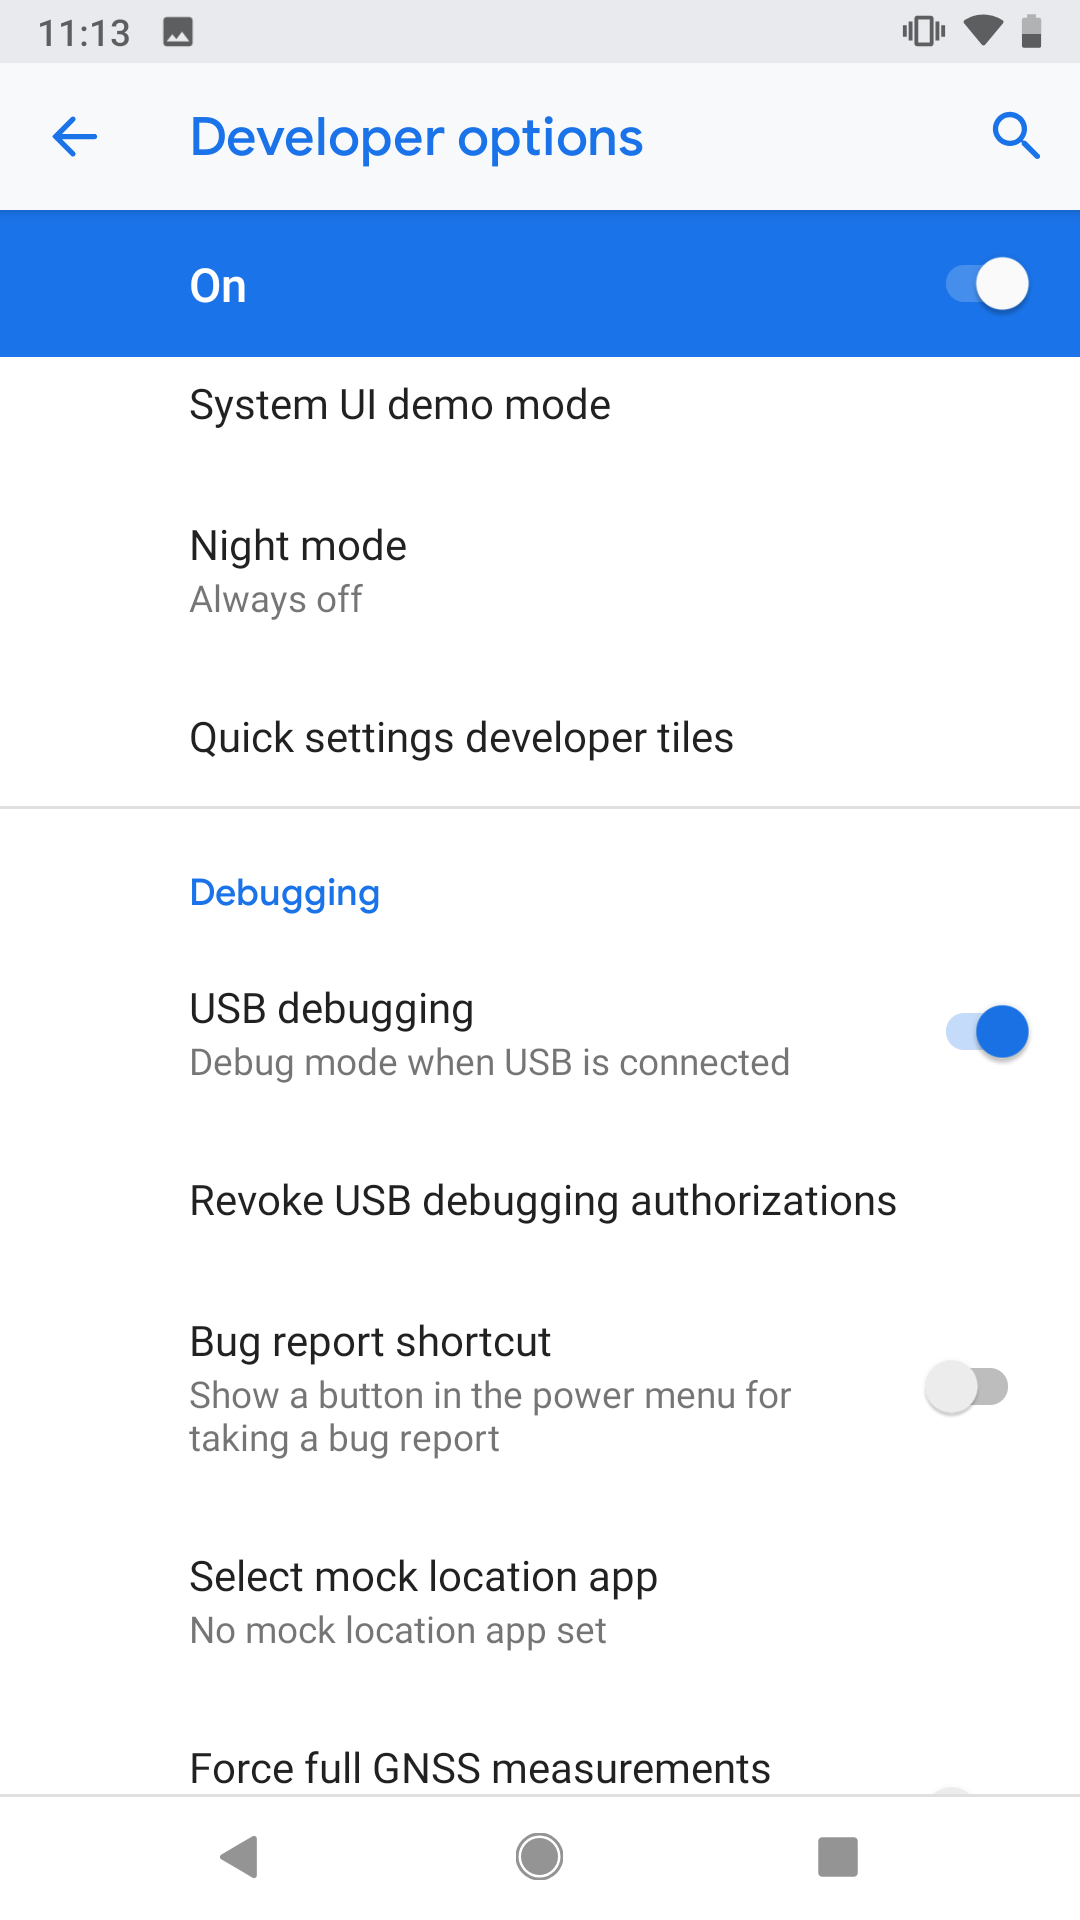 11:13
Developer options
On
System UI demo mode
Night mode
Always off
Quick settings developer tiles
Debugging
USB debugging
Debug mode when USB is connected
Revoke USB debugging authorizations
Bug report shortcut
Show a button in the power menu for
taking a bug report
Select mock location app
No mock location app set
Force full GNSS measurements